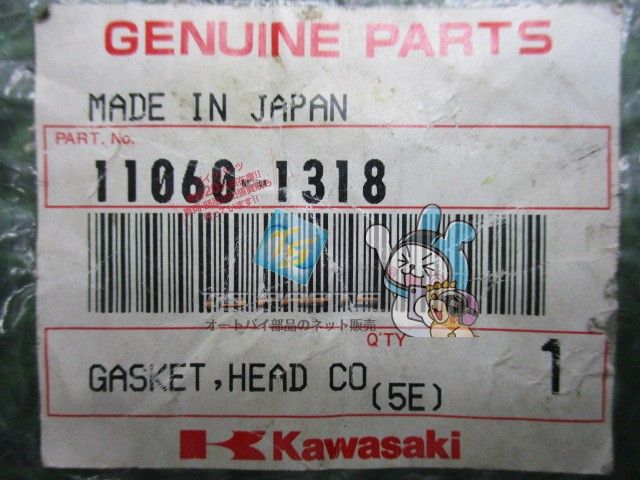 GENUINE PARTS
MADE IN JAPAN
PART. No.
11060-1318
オートバイ部品のネット販売
Q'TY
GASKET,HEAD CO
(5E)
1
Kawasaki